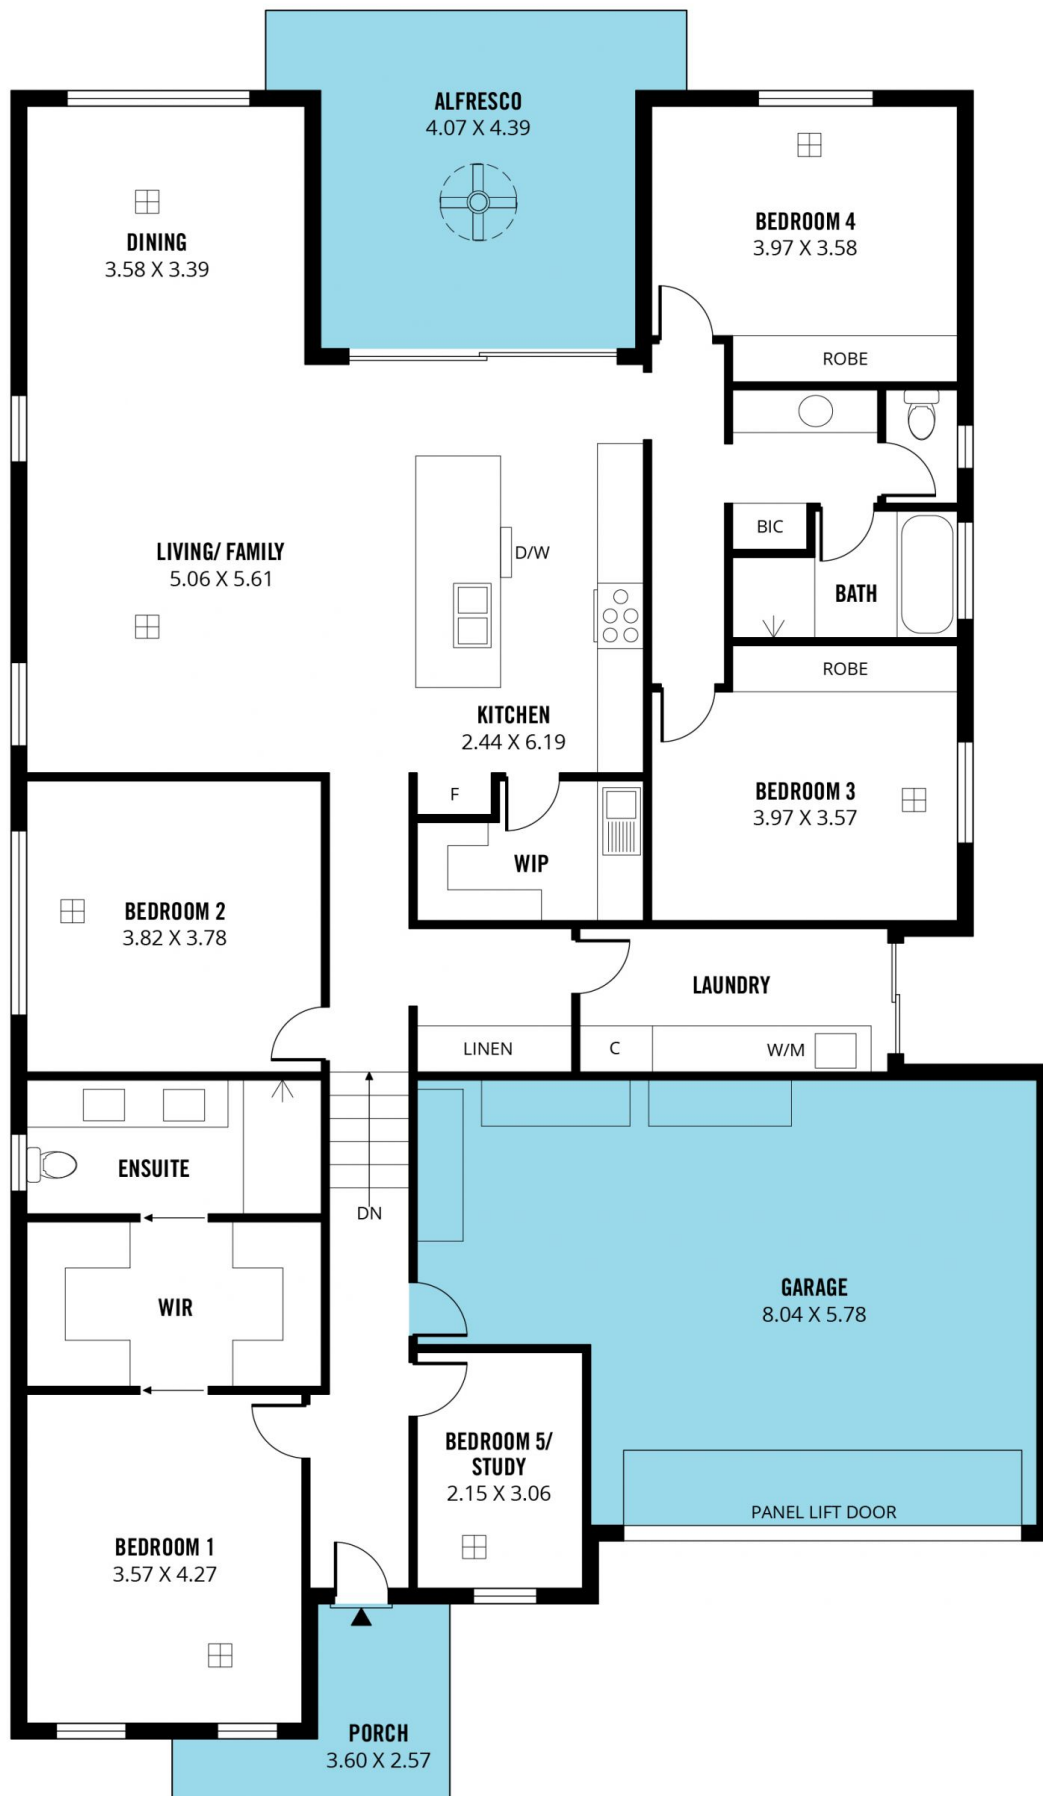 ALFRESCO
4.07 X 4.39
DINING
3.58 X 3.39
BEDROOM 4
3.97 X 3.58
ROBE
LIVING/ FAMILY
5.06 X 5.61
D/W
BIC
BATH
ROBE
KITCHEN
2.44 X 6.19
F
WIP
BEDROOM 3
3.97 X 3.57
BEDROOM 2
3.82 X 3.78
LAUNDRY
LINEN
C
W/M
ENSUITE
DN
WIR
GARAGE
8.04 X 5.78
BEDROOM 5/
STUDY
2.15 X 3.06
PANEL LIFT DOOR
BEDROOM 1
3.57 X 4.27
PORCH
3.60 X 2.57